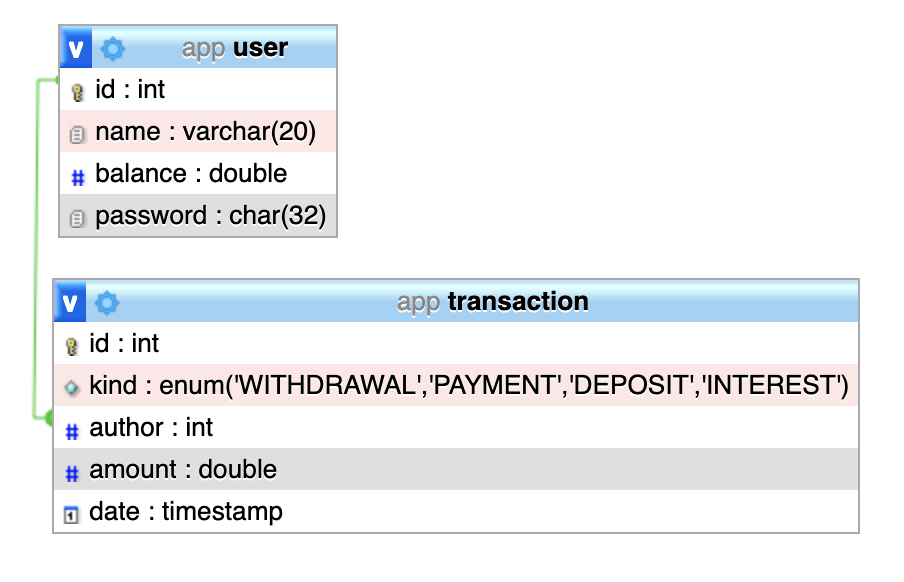 v app user
id : int
name : varchar(20)
# balance : double
password : char(32)
v app transaction
id : int
kind : enum('WITHDRAWAL','PAYMENT','DEPOSIT','INTEREST')
# author : int
# amount : double
1 date : timestamp